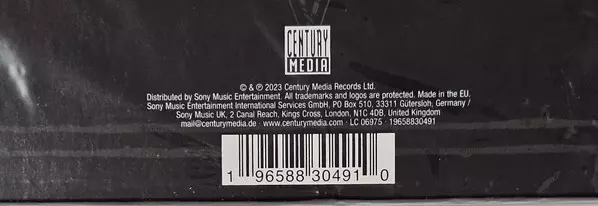 CENTURY
MEDIA
© & ℗ 2023 Century Media Records Ltd.
Distributed by Sony Music Entertainment. All trademarks and logos are protected. Made in the EU.
Sony Music Entertainment International Services GmbH, PO Box 510, 33311 Gütersloh, Germany /
Sony Music UK, 2 Canal Reach, Kings Cross, London, N1C 4DB, United Kingdom
mail@centurymedia.de · www.centurymedia.com · LC 06975 · 19658830491
1 96588 30491 0